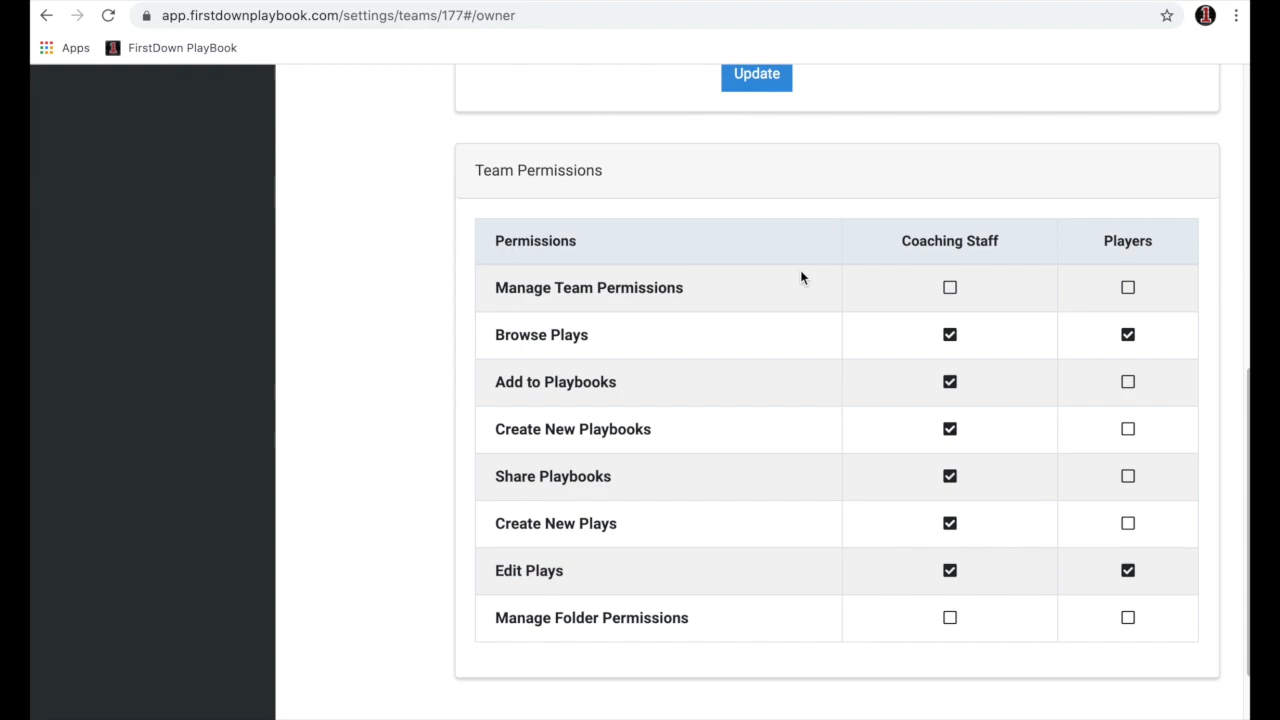 app.firstdownplaybook.com/settings/teams/177#/owner
Apps FirstDown PlayBook
Update
Team Permissions
Permissions Coaching Staff Players
Manage Team Permissions
Browse Plays
Add to Playbooks
Create New Playbooks
Share Playbooks
Create New Plays
Edit Plays
Manage Folder Permissions